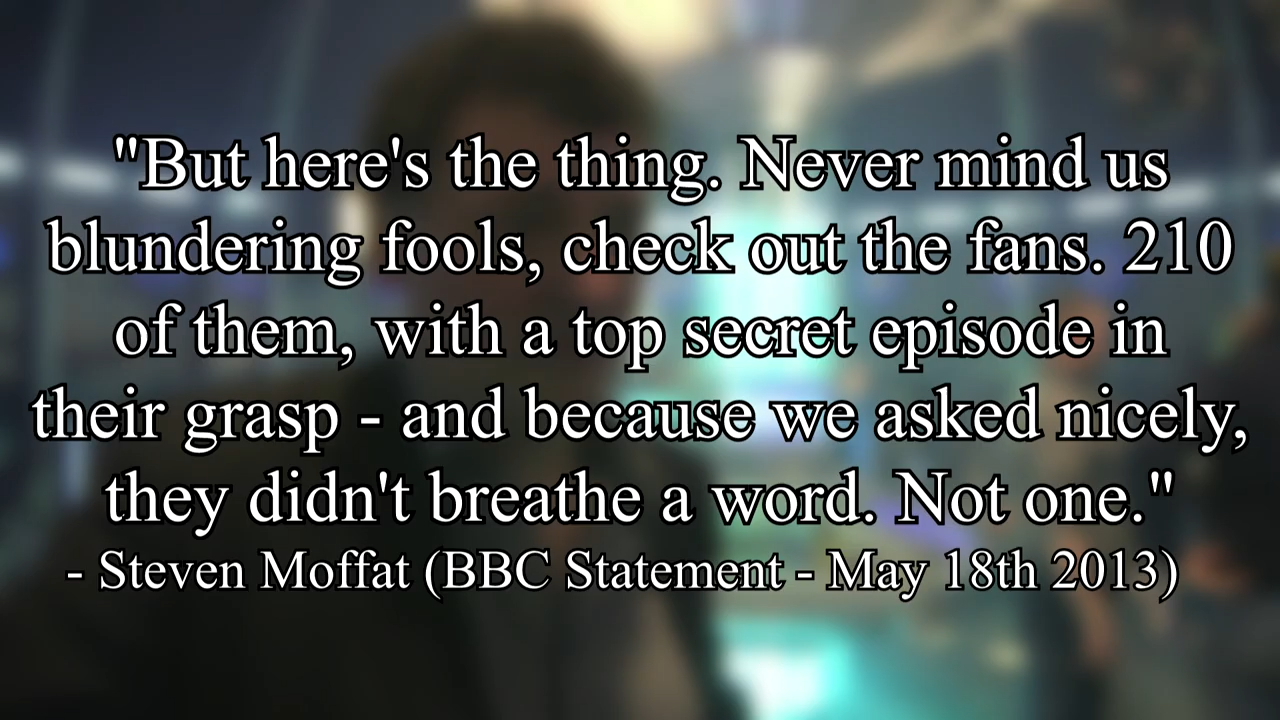 "But here's the thing. Never mind us
blundering fools, check out the fans. 210
of them, with a top secret episode in
their grasp - and because we asked nicely,
they didn't breathe a word. Not one."
- Steven Moffat (BBC Statement - May 18th 2013)